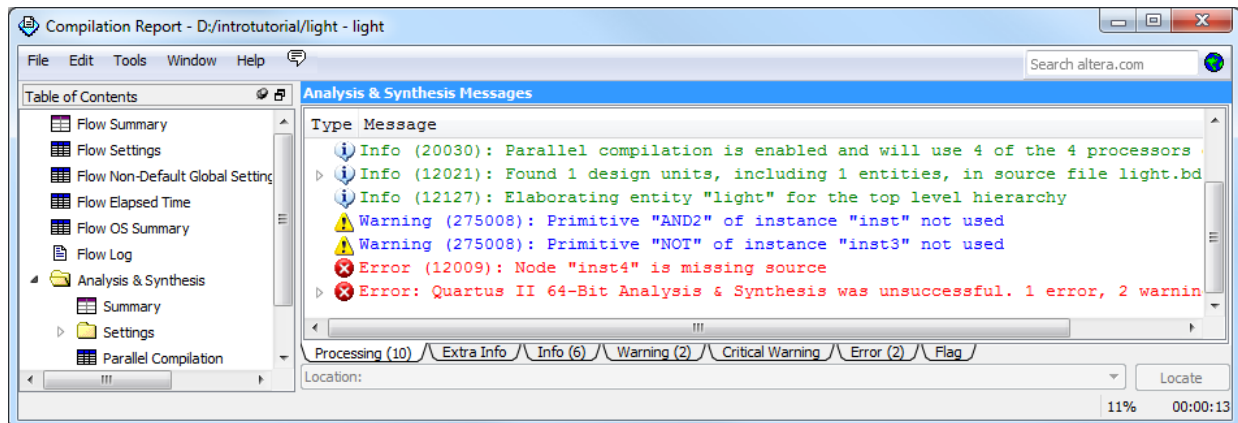 Compilation Report - D:/introtutorial/light - light
File Edit Tools Window Help
Search altera.com
Table of Contents
Flow Summary
Flow Settings
Flow Non-Default Global Setting
Flow Elapsed Time
Flow OS Summary
Flow Log
Analysis & Synthesis
Summary
Settings
Parallel Compilation
Analysis & Synthesis Messages
Type Message
Info (20030): Parallel compilation is enabled and will use 4 of the 4 processors
Info (12021): Found 1 design units, including 1 entities, in source file light.bd
Info (12127): Elaborating entity "light" for the top level hierarchy
Warning (275008): Primitive "AND2" of instance "inst" not used
Warning (275008): Primitive "NOT" of instance "inst3" not used
Error (12009): Node "inst4" is missing source
Error: Quartus II 64-Bit Analysis & Synthesis was unsuccessful. 1 error, 2 warnin
Processing (10) Extra Info Info (6) Warning (2) Critical Warning Error (2) Flag
Location:
Locate
11% 00:00:13